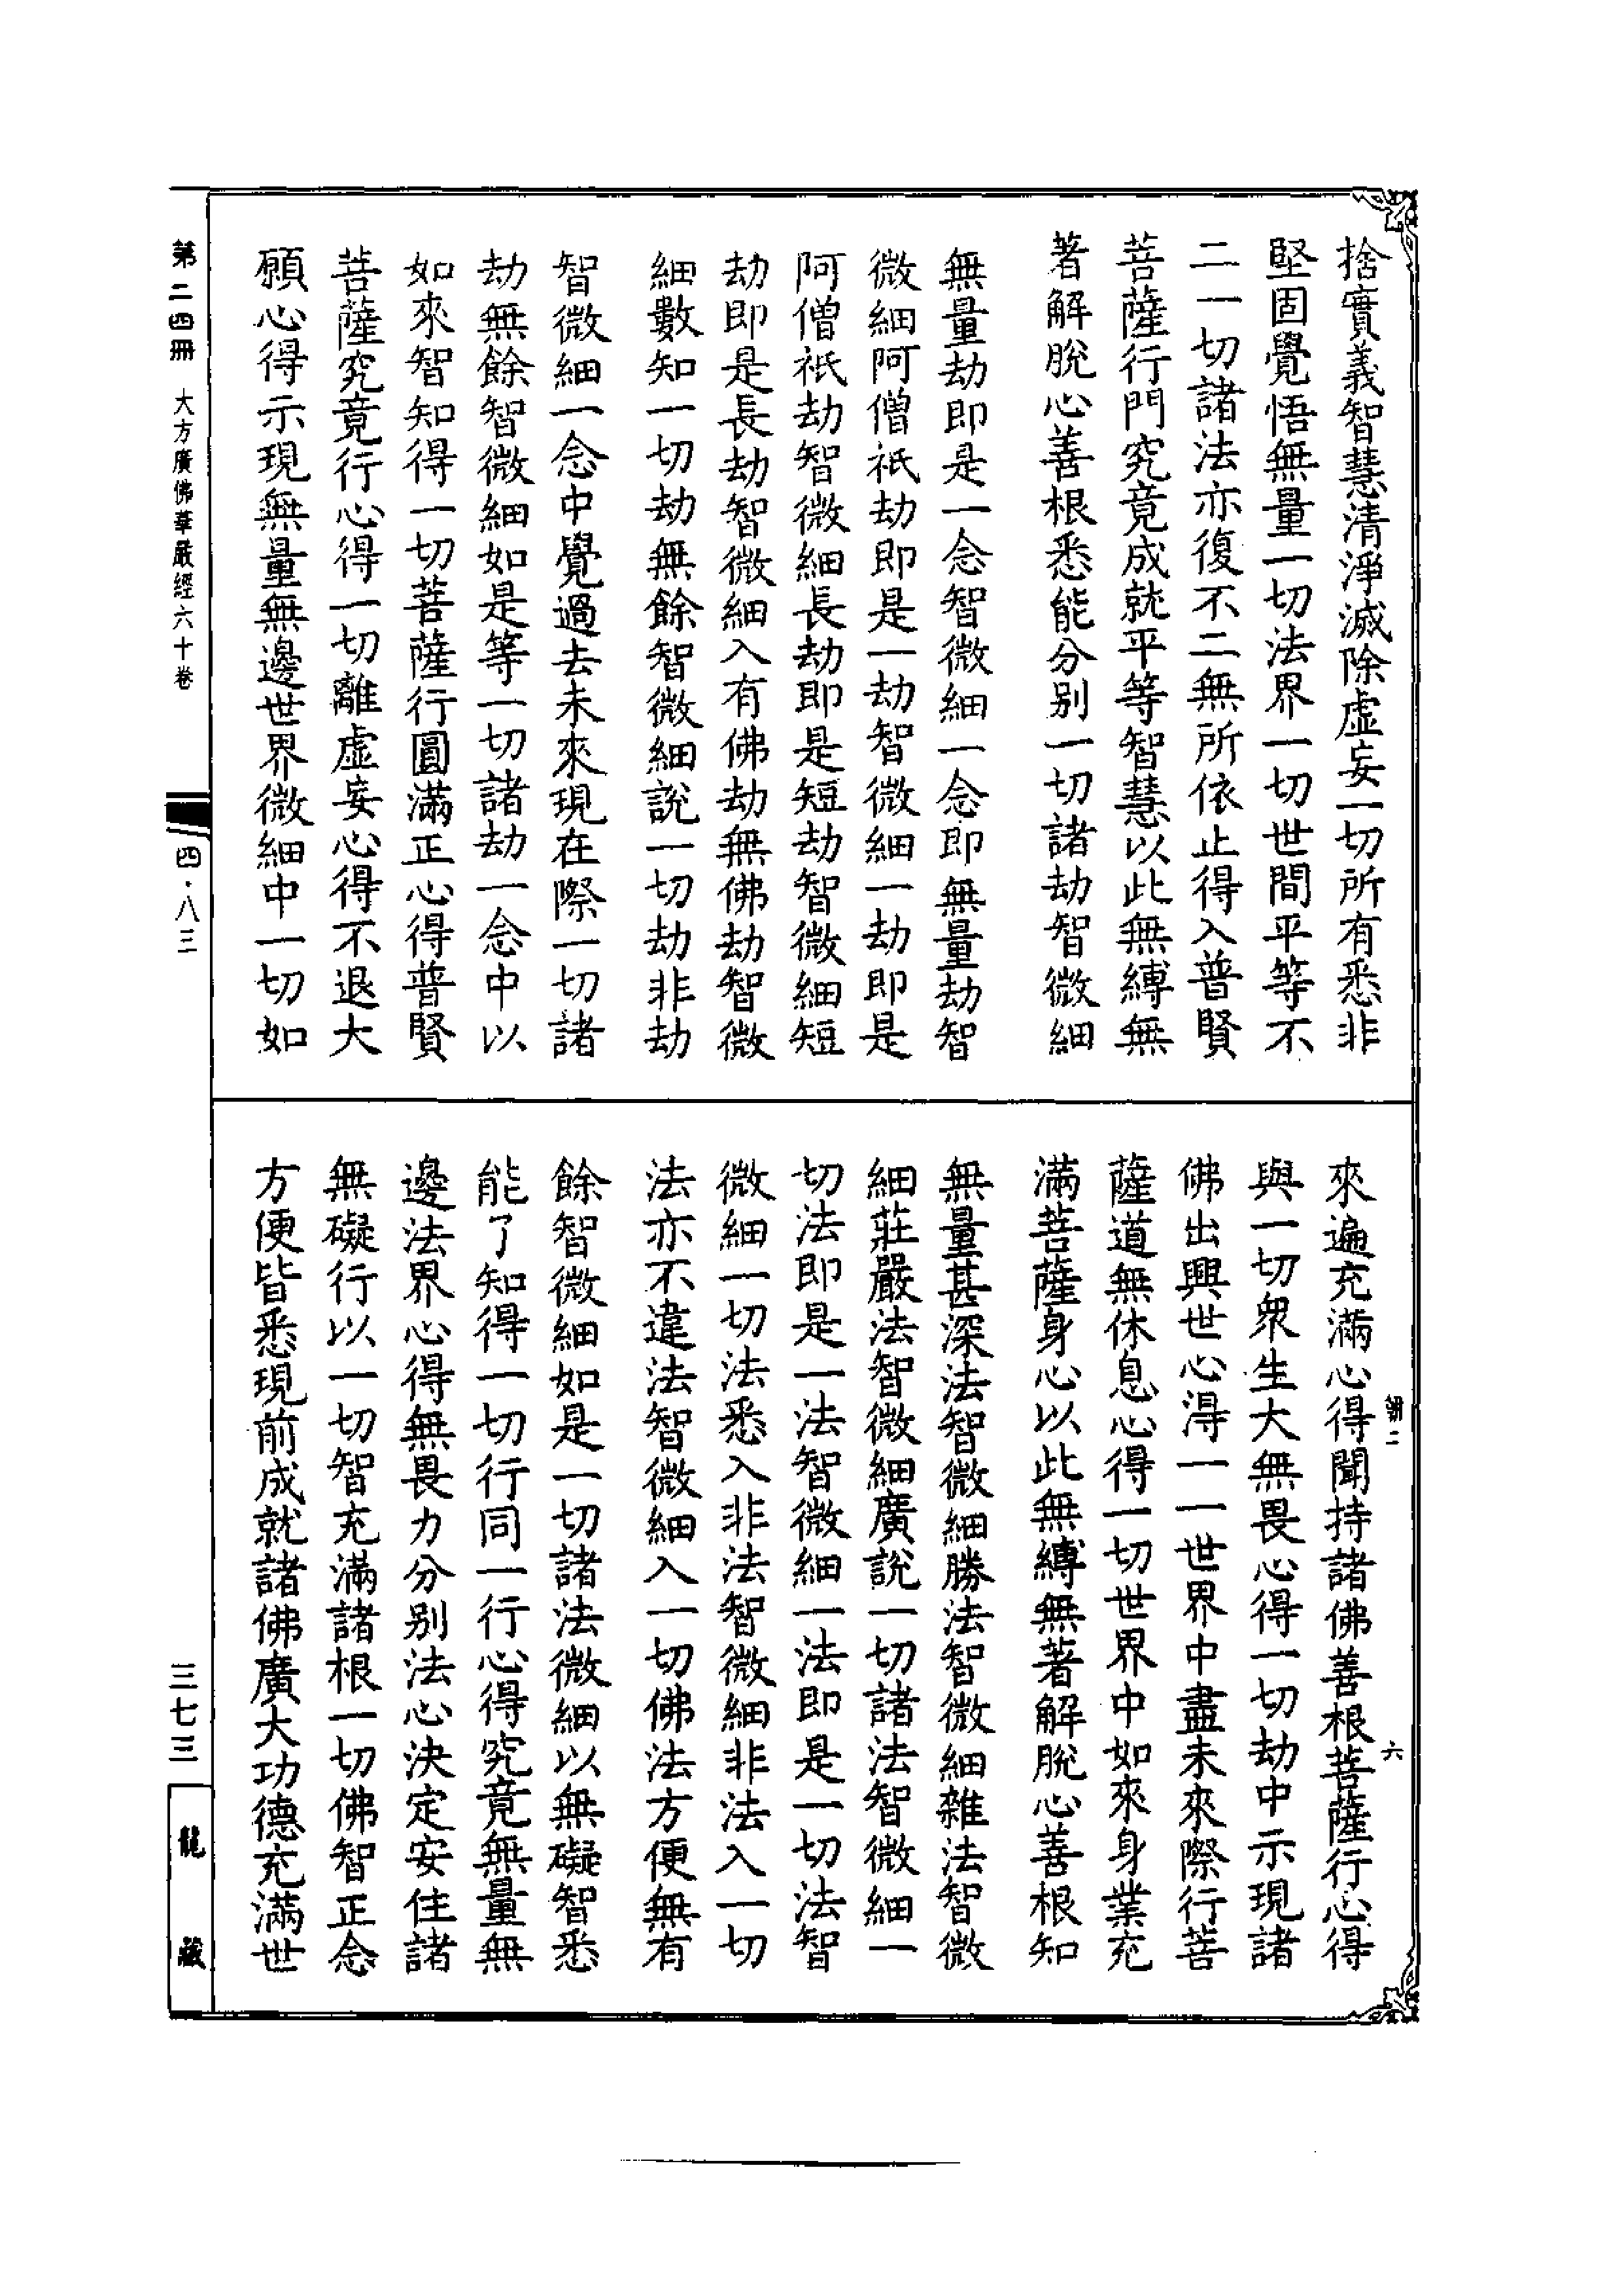 捨實義智慧清淨滅除虛妄一切所有悉非
堅固覺悟無量一切法界一切世間平等不
二一切諸法亦復不二無所依止得入普賢
菩薩行門究竟成就平等智慧以此無縛無
著解脫心善根悉能分別一切諸劫智微細
無量劫即是一念智微細一念即無量劫智
微細阿僧祇劫即是一劫智微細一劫即是
阿僧祇劫智微細長劫即是短劫智微細短
劫即是長劫智微細入有佛劫無佛劫智微
細數知一切劫無餘智微細說一切劫非劫
智微細一念中覺過去未來現在際一切諸
劫無餘智微細如是等一切諸劫一念中以
如來智知得一切菩薩行圓滿正心得普賢
菩薩究竟行心得一切離虛妄心得不退大
願心得示現無量無邊世界微細中一切如
來遍充滿心得聞持諸佛善根菩薩行心得
與一切眾生大無畏心得一切劫中示現諸
佛出興世心得一一世界中盡未來際行菩
薩道無休息心得一切世界中如來身業充
滿菩薩身心以此無縛無著解脫心善根知
無量甚深法智微細勝法智微細雜法智微
細莊嚴法智微細廣說一切諸法智微細一
切法即是一法智微細一法即是一切法智
微細一切法悉入非法智微細非法入一切
法亦不違法智微細入一切佛法方便無有
餘智微細如是一切諸法微細以無礙智悉
能了知得一切行同一行心得究竟無量無
邊法界心得無畏力分別法心決定安住諸
無礙行以一切智充滿諸根一切佛智正念
方便皆悉現前成就諸佛廣大功德充滿世
朝二
六
第二四冊 大方廣佛華嚴經六十卷
四·八三
三七三
龍藏